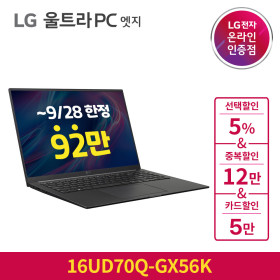 LG 울트라 PC 엣지
LG전자
온라인
인증점
~9/28 한정
92만
선택할인
5%
&
중복할인
12만
&
카드할인
5만
16UD70Q-GX56K